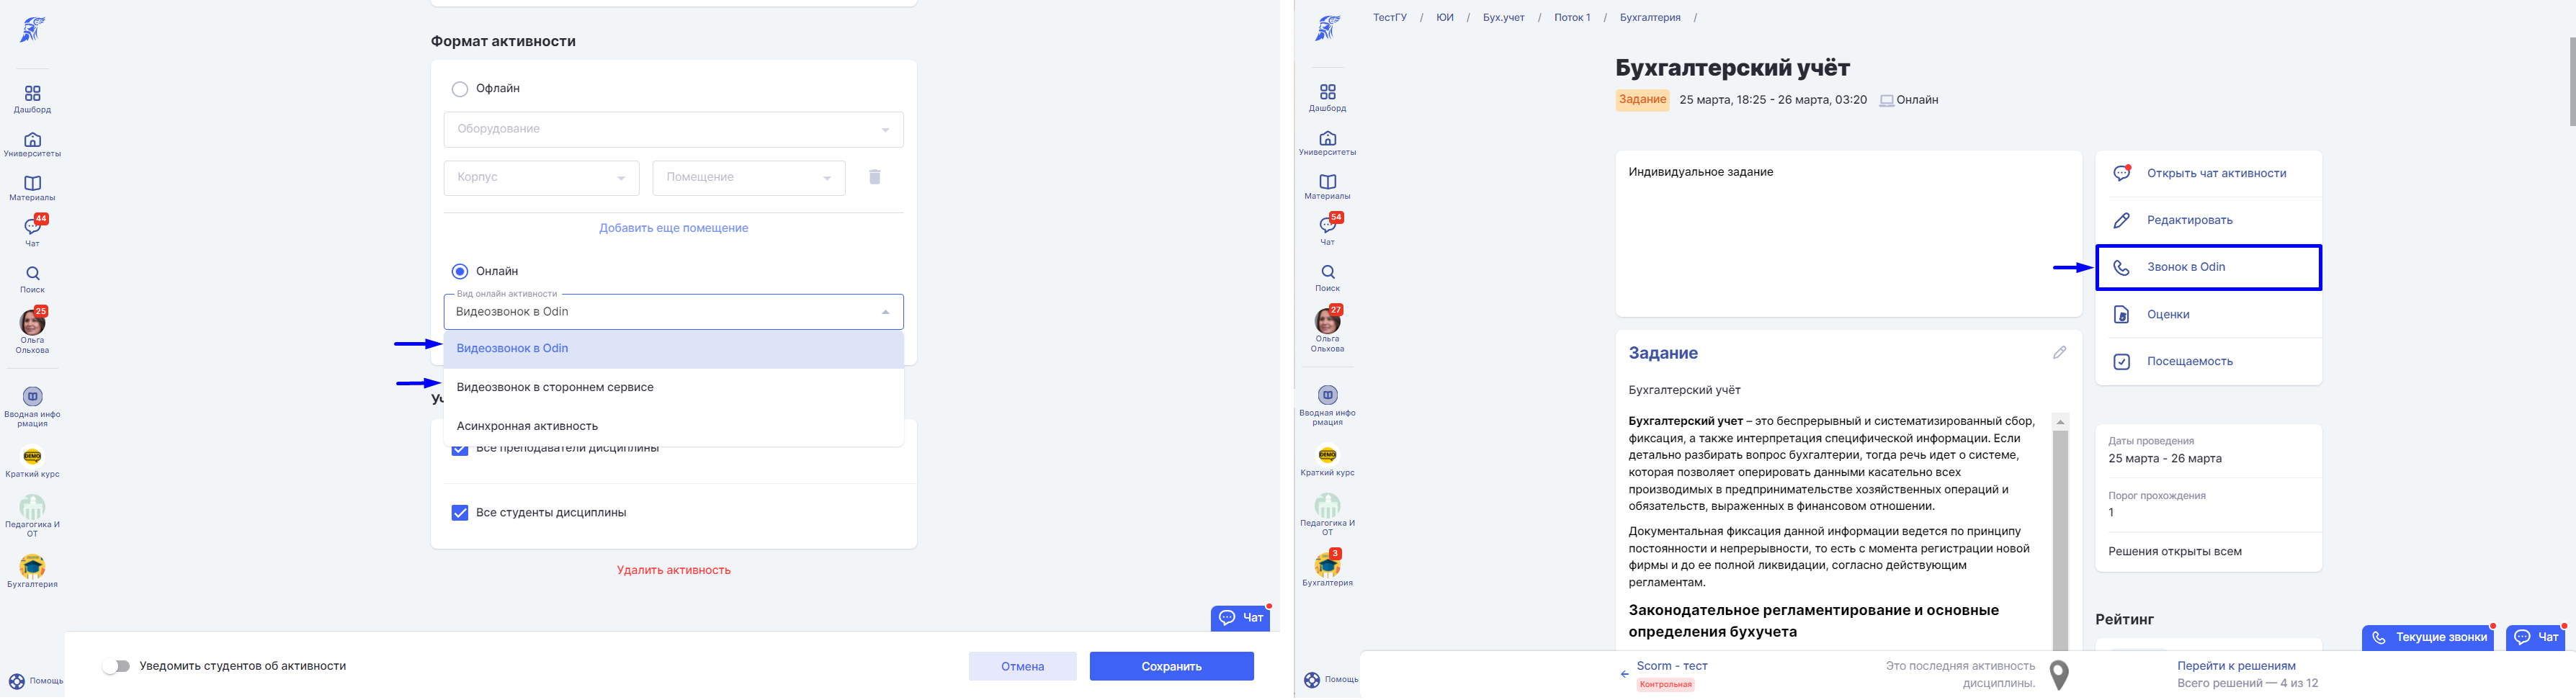 Дашборд
Университеты
Материалы
44
Чат
Поиск
25
Ольга
Ольхова
Вводная инфо
рмация
Краткий курс
Педагогика И
ОТ
Бухгалтерия
Помощь
Формат активности
Офлайн
Оборудование
Корпус
Помещение
Добавить еще помещение
Онлайн
Вид онлайн активности
Видеозвонок в Odin
Видеозвонок в Odin
Видеозвонок в стороннем сервисе
Асинхронная активность
Все преподаватели дисциплины
Все студенты дисциплины
Удалить активность
Чат
Уведомить студентов об активности
Отмена
Сохранить
Дашборд
Университеты
Материалы
54
Чат
Поиск
27
Ольга
Ольхова
Вводная инфо
рмация
DEMO
Краткий курс
Педагогика И
ОТ
3
Бухгалтерия
Помощь
ТестГУ / ЮИ / Бух.учет / Поток 1 / Бухгалтерия /
Бухгалтерский учёт
Задание 25 марта, 18:25 - 26 марта, 03:20 Онлайн
Индивидуальное задание
Задание
Бухгалтерский учёт
Бухгалтерский учет – это беспрерывный и систематизированный сбор,
фиксация, а также интерпретация специфической информации. Если
детально разбирать вопрос бухгалтерии, тогда речь идет о системе,
которая позволяет оперировать данными касательно всех
производимых в предпринимательстве хозяйственных операций и
обязательств, выраженных в финансовом отношении.
Документальная фиксация данной информации ведется по принципу
постоянности и непрерывности, то есть с момента регистрации новой
фирмы и до ее полной ликвидации, согласно действующим
регламентам.
Законодательное регламентирование и основные
определения бухучета
Открыть чат активности
Редактировать
Звонок в Odin
Оценки
Посещаемость
Даты проведения
25 марта - 26 марта
Порог прохождения
1
Решения открыты всем
Рейтинг
Текущие звонки
Чат
Scorm - тест
Контрольная
Это последняя активность
дисциплины.
Перейти к решениям
Всего решений — 4 из 12